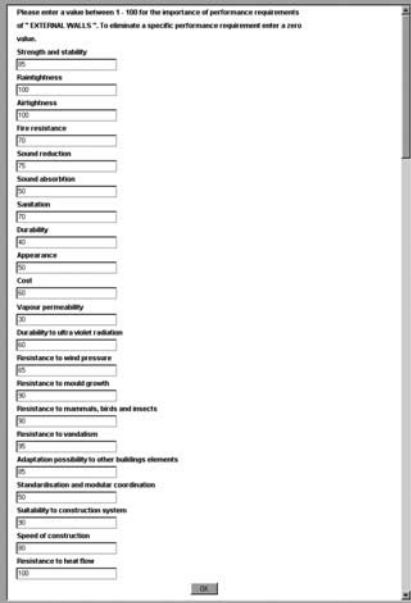 Please enter a value between 1 - 100 for the importance of performance requirements
of " EXTERNAL WALLS ". To eliminate a specific performance requirement enter a zero
value.
Strength and stability
85
Raintightness
100
Airtightness
100
Fire resistance
70
Sound reduction
75
Sound absorbtion
50
Sanitation
70
Durability
40
Appearance
50
Cost
60
Vapour permeability
30
Durability to ultra violet radiation
60
Resistance to wind pressure
65
Resistance to mould growth
90
Resistance to mammals, birds and insects
90
Resistance to vandalism
95
Adaptation possibility to other buildings elements
85
Standardisation and modular coordination
50
Suitability to construction system
90
Speed of construction
80
Resistance to heat flow
100
OK